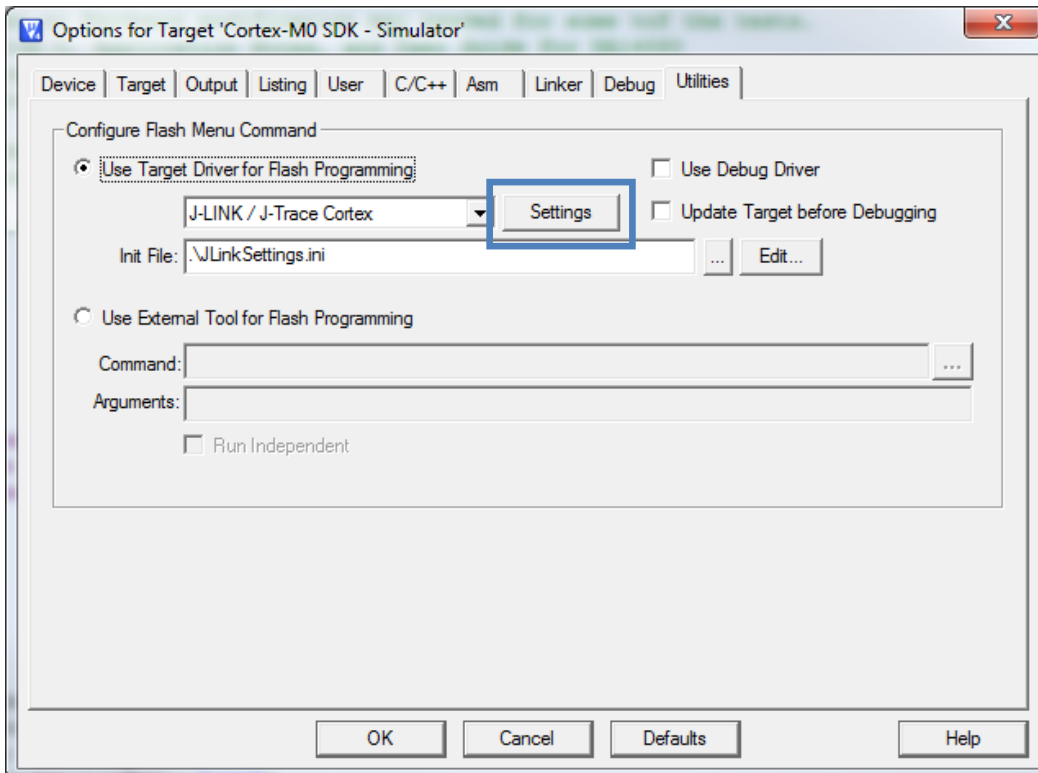 Options for Target 'Cortex-M0 SDK - Simulator'
Device Target Output Listing User C/C++ Asm Linker Debug Utilities
Configure Flash Menu Command
Use Target Driver for Flash Programming Use Debug Driver
J-LINK / J-Trace Cortex Settings Update Target before Debugging
Init File: .\JLinkSettings.ini ... Edit...
Use External Tool for Flash Programming
Command: ...
Arguments:
Run Independent
OK Cancel Defaults Help